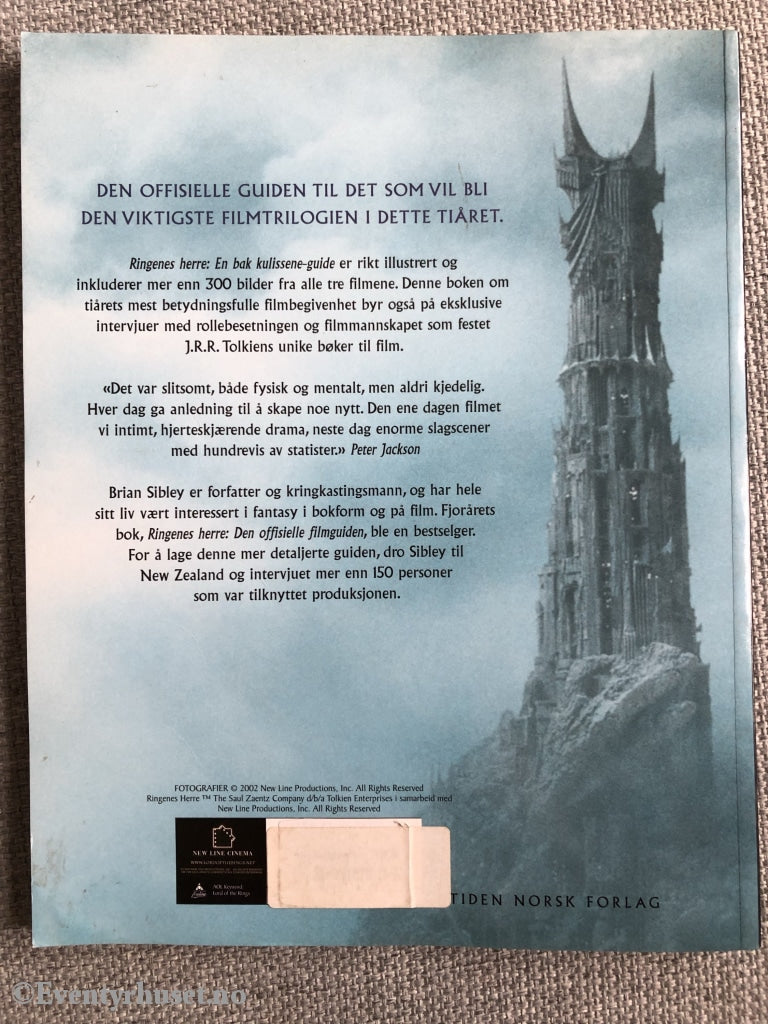 DEN OFFISIELLE GUIDEN TIL DET SOM VIL BLI
DEN VIKTIGSTE FILMTRILOGIEN I DETTE TIÅRET.
Ringenes herre: En bak kulissene-guide er rikt illustrert og
inkluderer mer enn 300 bilder fra alle tre filmene. Denne boken om
tiårets mest betydningsfulle filmbegivenhet byr også på eksklusive
intervjuer med rollebesetningen og filmmannskapet som festet
J.R.R. Tolkiens unike bøker til film.
«Det var slitsomt, både fysisk og mentalt, men aldri kjedelig.
Hver dag ga anledning til å skape noe nytt. Den ene dagen filmet
vi intimt, hjerteskjærende drama, neste dag enorme slagscener
med hundrevis av statister.» Peter Jackson
Brian Sibley er forfatter og kringkastingsmann, og har hele
sitt liv vært interessert i fantasy i bokform og på film. Fjorårets
bok, Ringenes herre: Den offisielle filmguiden, ble en bestselger.
For å lage denne mer detaljerte guiden, dro Sibley til
New Zealand og intervjuet mer enn 150 personer
som var tilknyttet produksjonen.
FOTOGRAFIER © 2002 New Line Productions, Inc. All Rights Reserved
Ringenes Herre ™ The Saul Zaentz Company d/b/a Tolkien Enterprises i samarbeid med
New Line Productions, Inc. All Rights Reserved
NEW LINE CINEMA
WWW.LORDOFTHERINGS.NET
AOL Keyword:
Lord of the Rings
TIDEN NORSK FORLAG
©Eventyrhuset.no